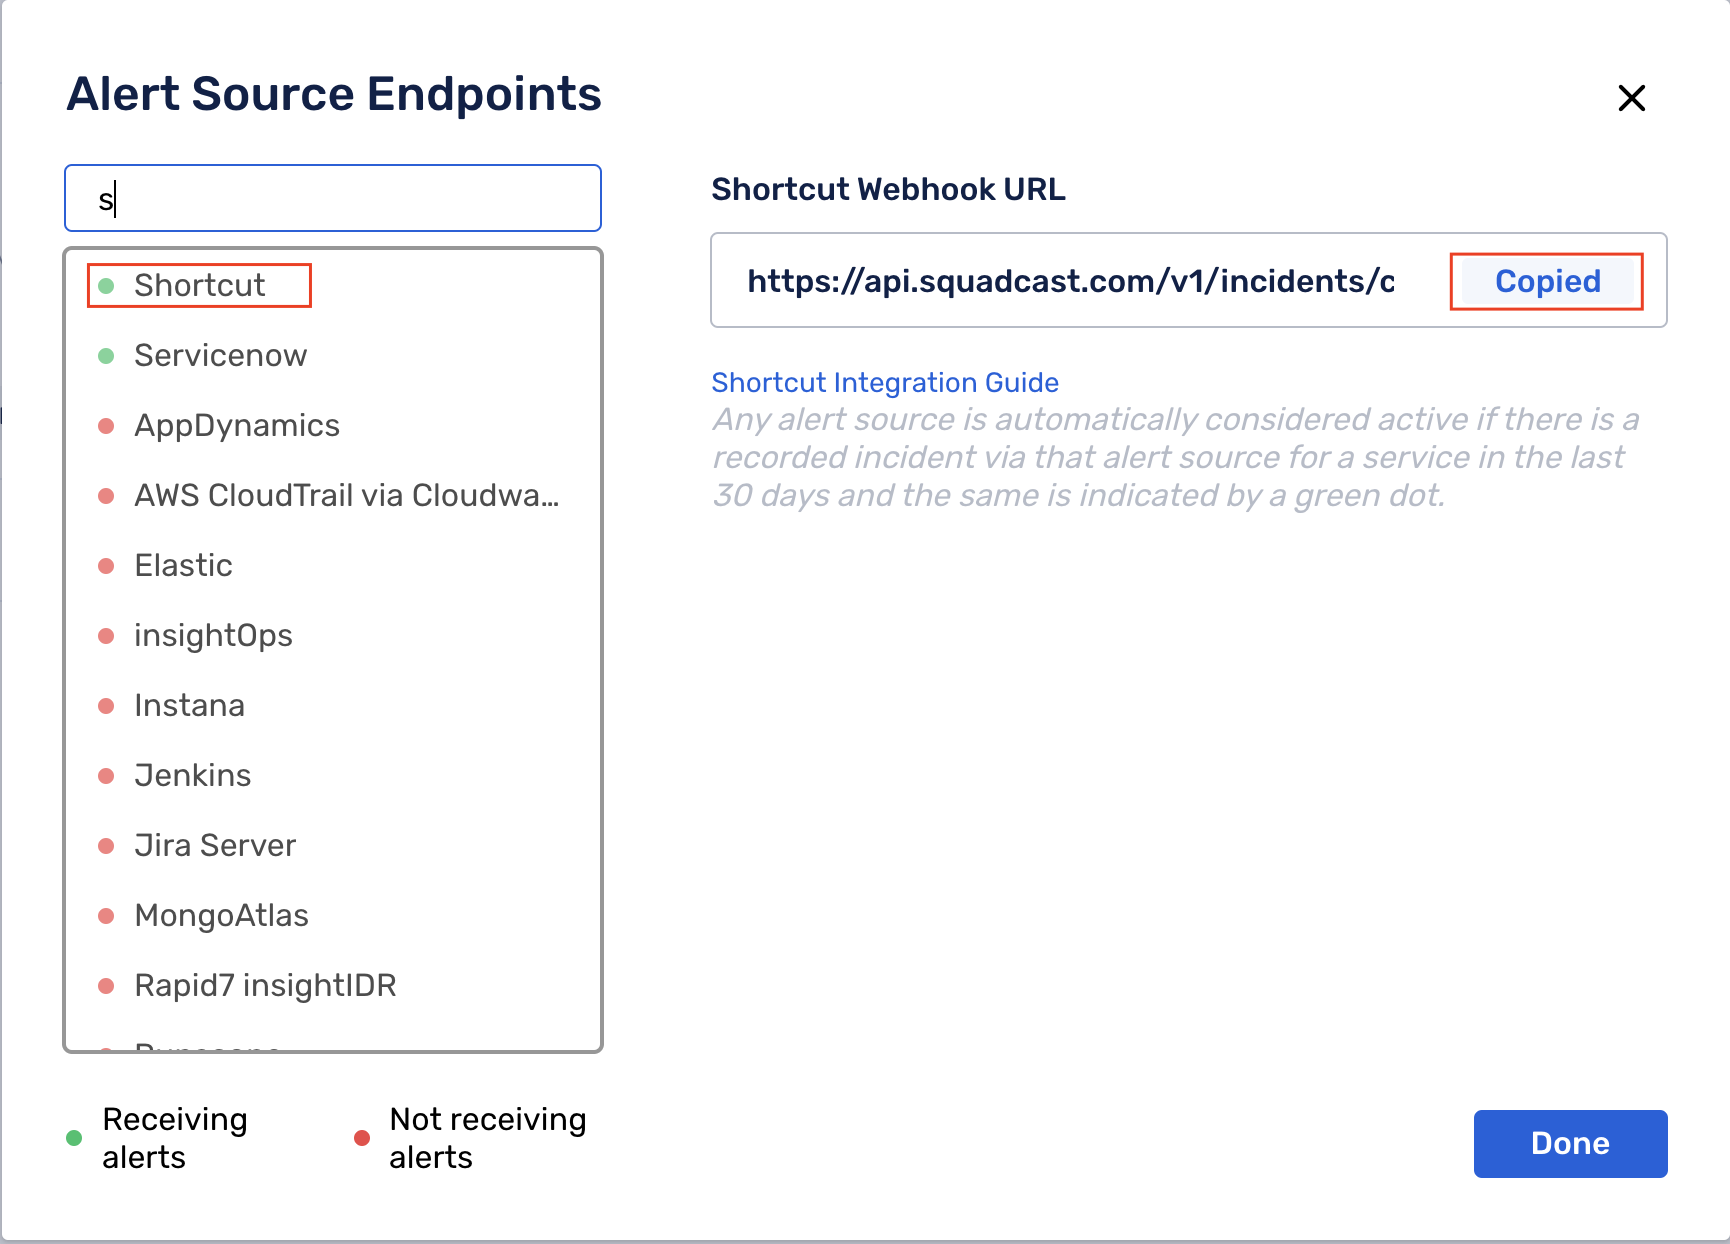 Alert Source Endpoints
s
Shortcut
Servicenow
AppDynamics
AWS CloudTrail via Cloudwa...
Elastic
insightOps
Instana
Jenkins
Jira Server
MongoAtlas
Rapid7 insightIDR
Receiving
alerts
Not receiving
alerts
Shortcut Webhook URL
https://api.squadcast.com/v1/incidents/c
Copied
Shortcut Integration Guide
Any alert source is automatically considered active if there is a
recorded incident via that alert source for a service in the last
30 days and the same is indicated by a green dot.
Done